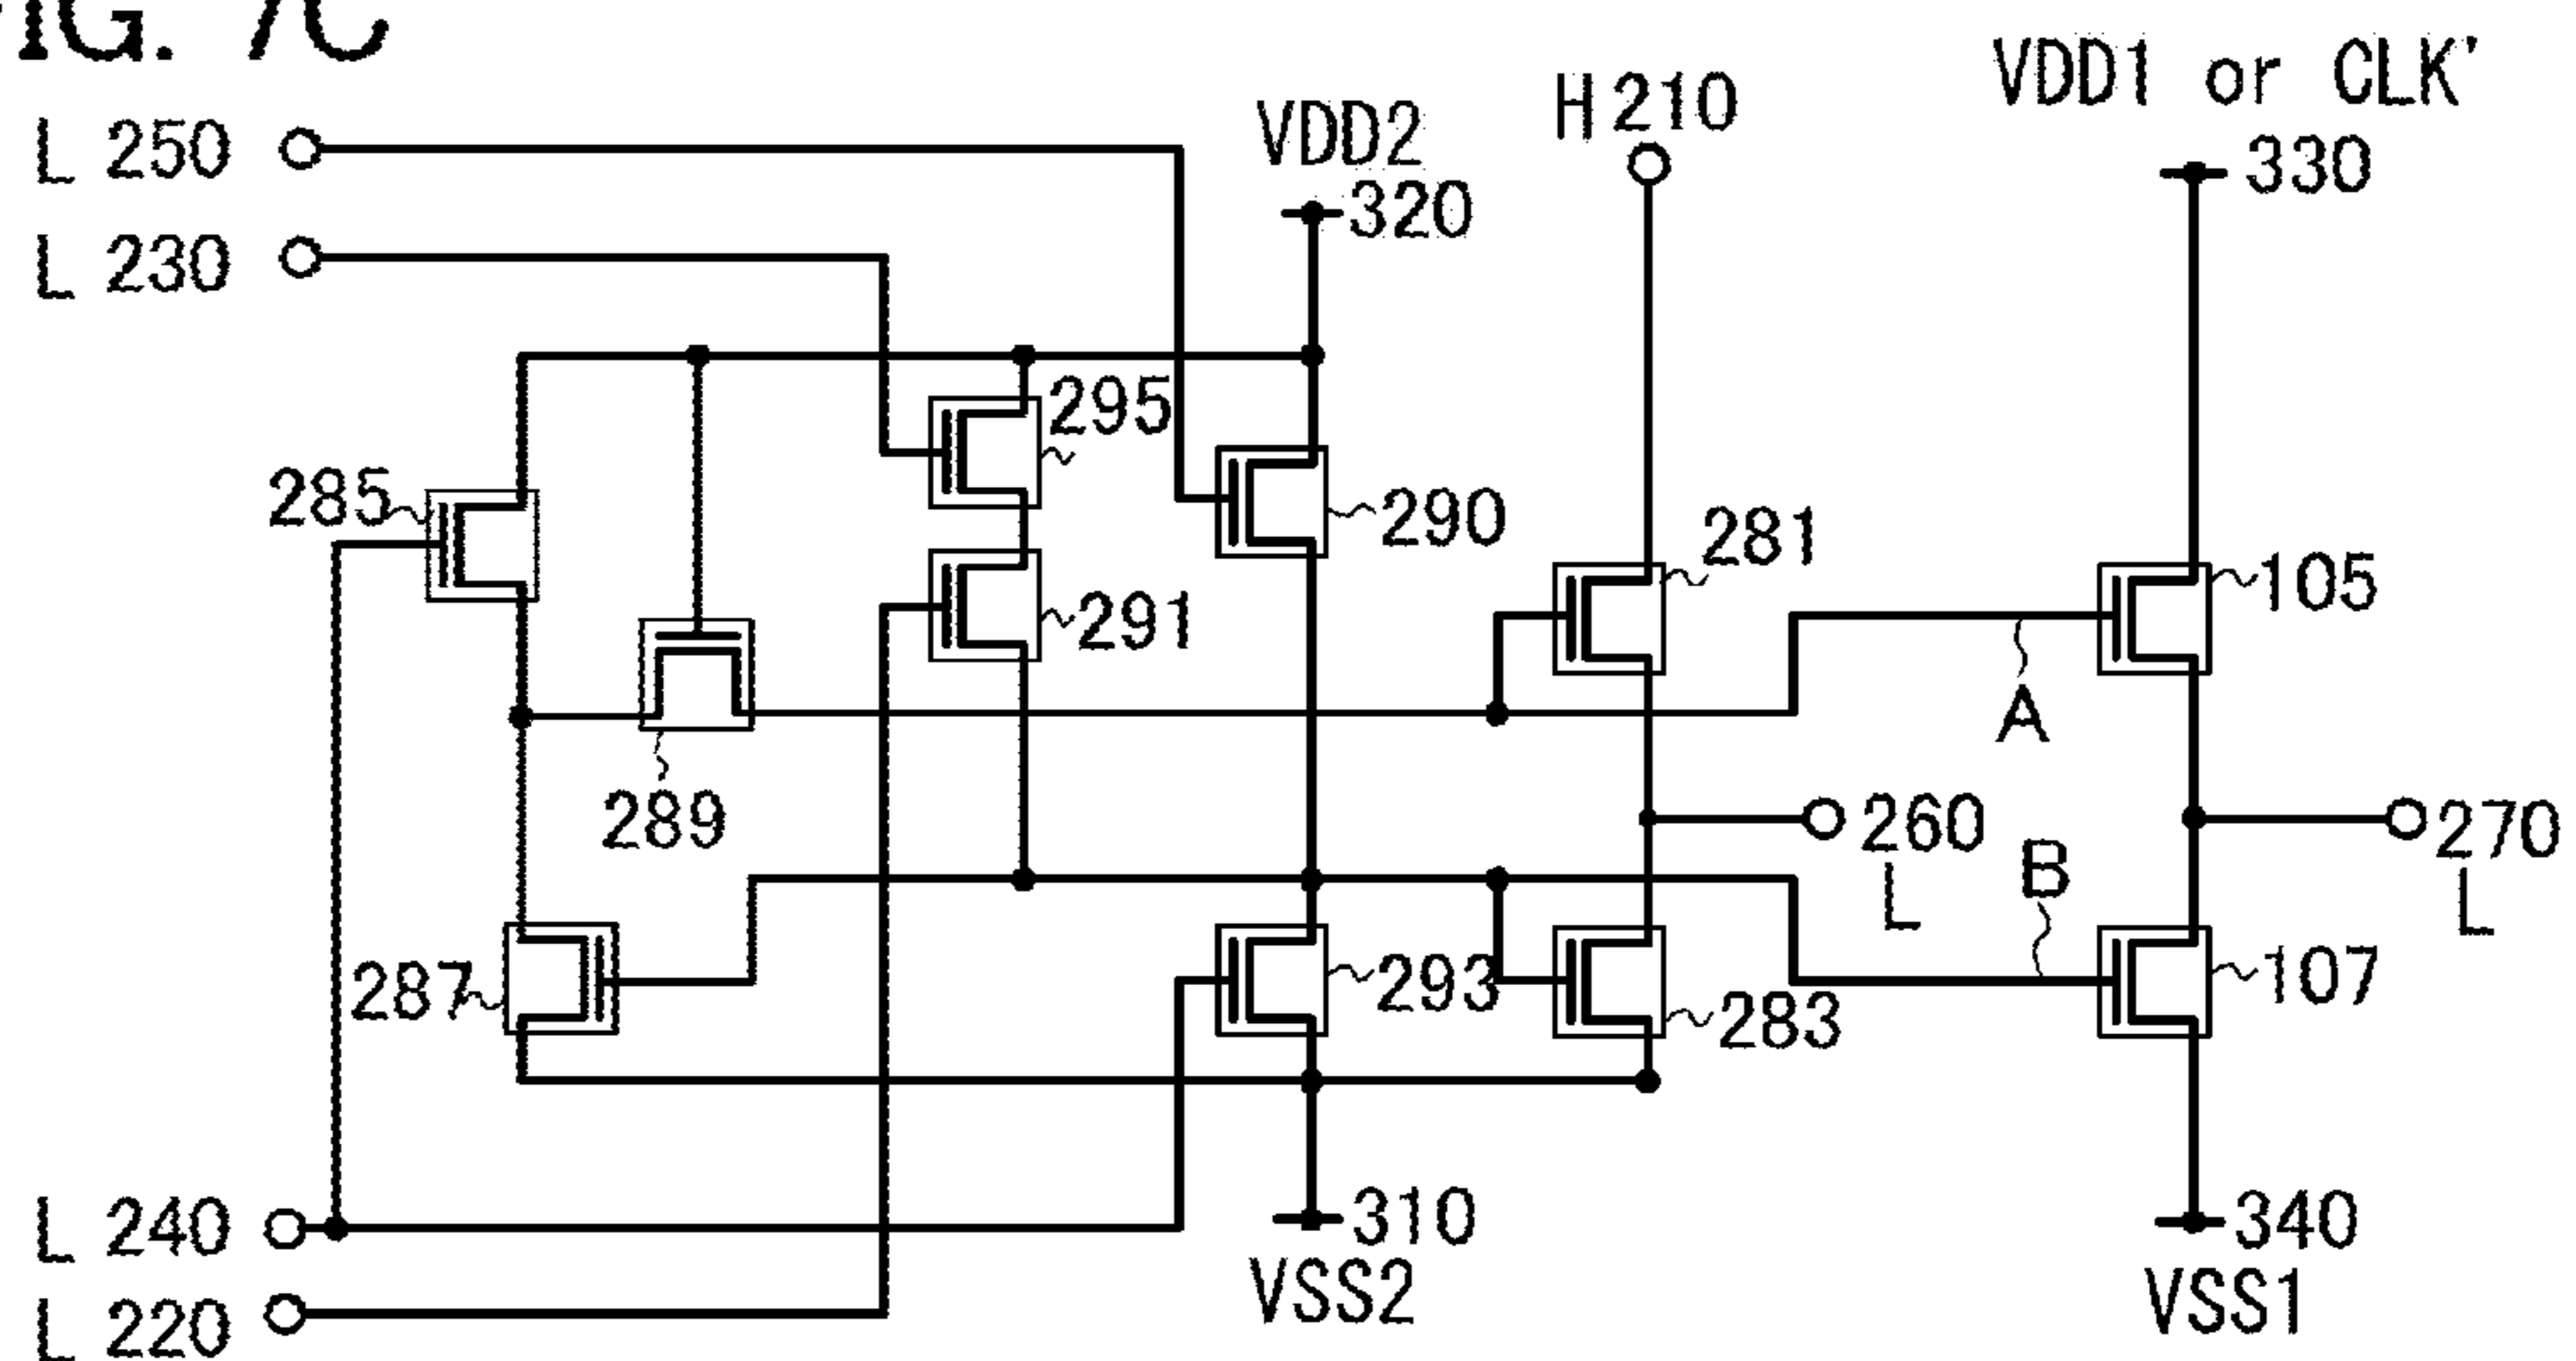 FIG. 7C
VDD1 or CLK'
330
H 210
VDD2
320
L 250
L 230
295
285
290
281
105
291
A
289
260
L
270
L
B
287
293
283
107
L 240
310
VSS2
340
VSS1
L 220